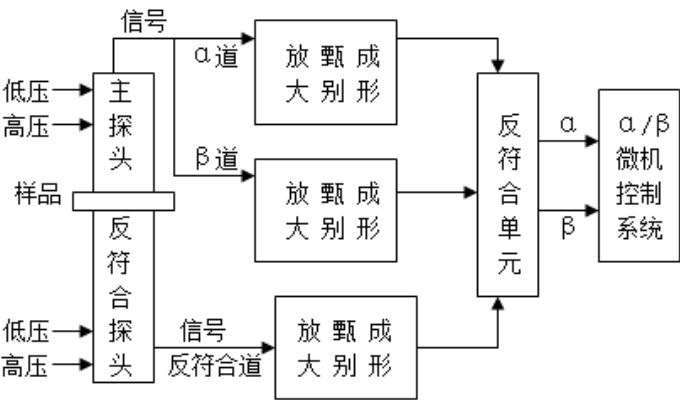 信号
α道
放 甄 成
大 别 形
低压
高压
主探头
β道
放 甄 成
大 别 形
样品
反符合单元
α
β
α/β
微机
控制
系统
反符合探头
低压
高压
信号
反符合道
放 甄 成
大 别 形